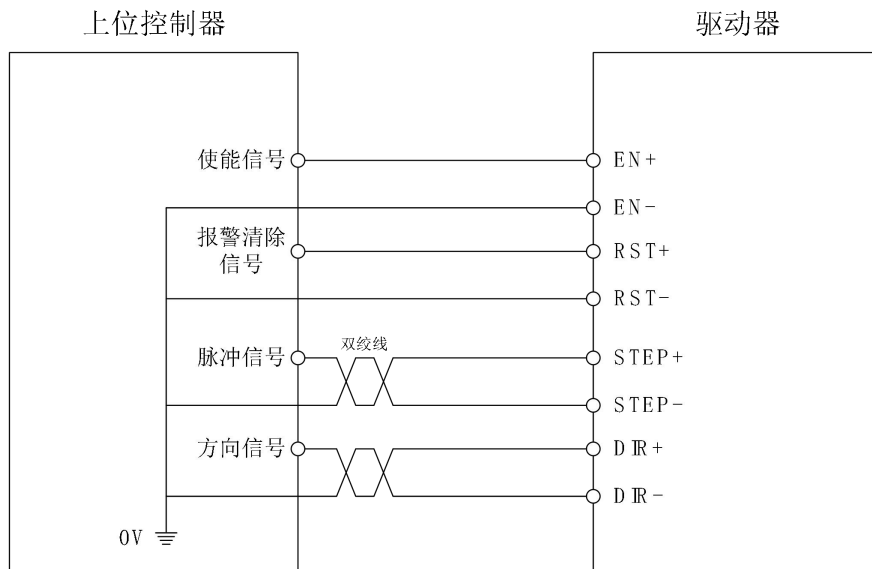 上位控制器
驱动器
使能信号
EN+
EN-
报警清除
信号
RST+
RST-
脉冲信号
双绞线
STEP+
STEP-
方向信号
DIR+
DIR-
0V